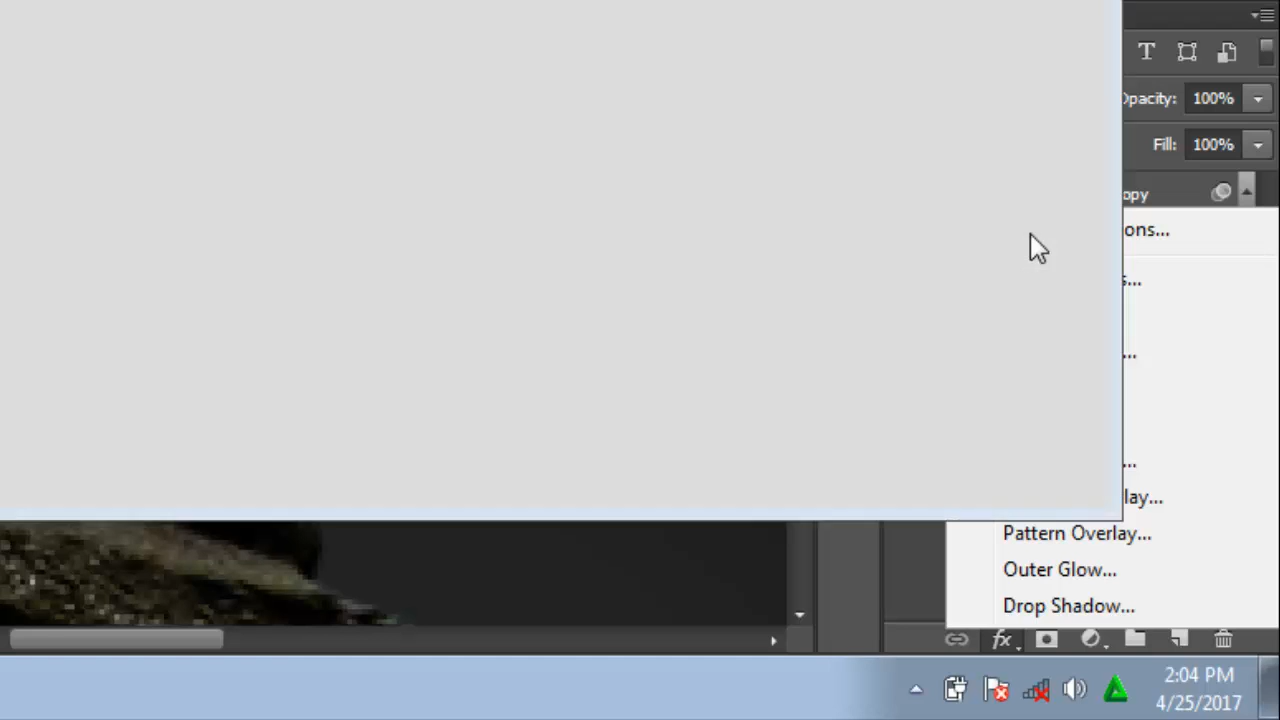 T
Opacity: 100%
Fill: 100%
opy
ons...
s...
...
...
lay...
Pattern Overlay...
Outer Glow...
Drop Shadow...
fx
2:04 PM
4/25/2017